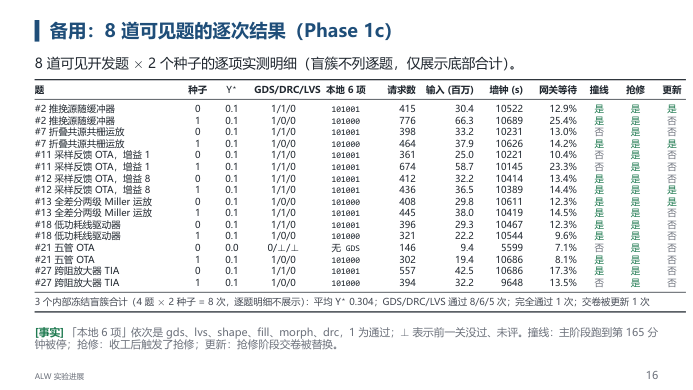 备用：8 道可见题的逐次结果（Phase 1c）
8 道可见开发题 × 2 个种子的逐项实测明细（盲簇不列逐题，仅展示底部合计）。
题 种子 Y⁺ GDS/DRC/LVS 本地 6 项 请求数 输入 (百万) 墙钟 (s) 网关等待 撞线 抢修 更新
#2 推挽源随缓冲器 0 0.1 1/1/0 101001 415 30.4 10522 12.9% 是 是 是
#2 推挽源随缓冲器 1 0.1 1/0/0 101000 776 66.3 10689 25.4% 是 是 否
#7 折叠共源共栅运放 0 0.1 1/1/0 101001 398 33.2 10231 13.0% 否 是 否
#7 折叠共源共栅运放 1 0.1 1/0/0 101000 464 37.9 10626 14.2% 是 是 是
#11 采样反馈 OTA，增益 1 0 0.1 1/1/0 101001 361 25.0 10221 10.4% 否 是 否
#11 采样反馈 OTA，增益 1 1 0.1 1/1/0 101001 674 58.7 10145 23.3% 否 是 否
#12 采样反馈 OTA，增益 8 0 0.1 1/1/0 101001 412 32.2 10414 13.4% 是 是 否
#12 采样反馈 OTA，增益 8 1 0.1 1/1/0 101001 436 36.5 10389 14.4% 是 是 是
#13 全差分两级 Miller 运放 0 0.1 1/0/0 101000 408 29.8 10611 12.3% 是 是 是
#13 全差分两级 Miller 运放 1 0.1 1/1/0 101001 445 38.0 10419 14.5% 是 是 否
#18 低功耗线驱动器 0 0.1 1/1/0 101001 396 29.3 10467 12.3% 是 是 否
#18 低功耗线驱动器 1 0.1 1/0/0 101000 321 22.2 10544 9.6% 是 是 否
#21 五管 OTA 0 0.0 0/⊥/⊥ 无 GDS 146 9.4 5599 7.1% 否 是 否
#21 五管 OTA 1 0.1 1/0/0 101000 302 19.4 10686 8.1% 是 是 否
#27 跨阻放大器 TIA 0 0.1 1/1/0 101001 557 42.5 10686 17.3% 是 是 否
#27 跨阻放大器 TIA 1 0.1 1/0/0 101000 394 32.2 9648 13.5% 否 是 否
3 个内部冻结盲簇合计（4 题 × 2 种子 = 8 次，逐题明细不展示）：平均 Y⁺ 0.304；GDS/DRC/LVS 通过 8/6/5 次；完全通过 1 次；交卷被更新 1 次
[事实]「本地 6 项」依次是 gds、lvs、shape、fill、morph、drc，1 为通过；⊥ 表示前一关没过、未评。撞线：主阶段跑到第 165 分
钟被停；抢修：收工后触发了抢修；更新：抢修阶段交卷被替换。
ALW 实验进展
16